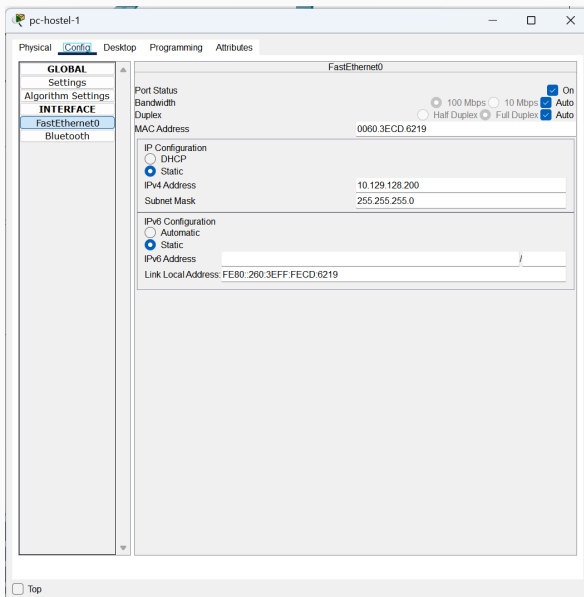 pc-hostel-1
Physical Config Desktop Programming Attributes
GLOBAL
Settings
Algorithm Settings
INTERFACE
FastEthernet0
Bluetooth
FastEthernet0
Port Status On
Bandwidth 100 Mbps 10 Mbps Auto
Duplex Half Duplex Full Duplex Auto
MAC Address 0060.3ECD.6219
IP Configuration
DHCP
Static
IPv4 Address 10.129.128.200
Subnet Mask 255.255.255.0
IPv6 Configuration
Automatic
Static
IPv6 Address /
Link Local Address: FE80::260:3EFF:FECD:6219
Top